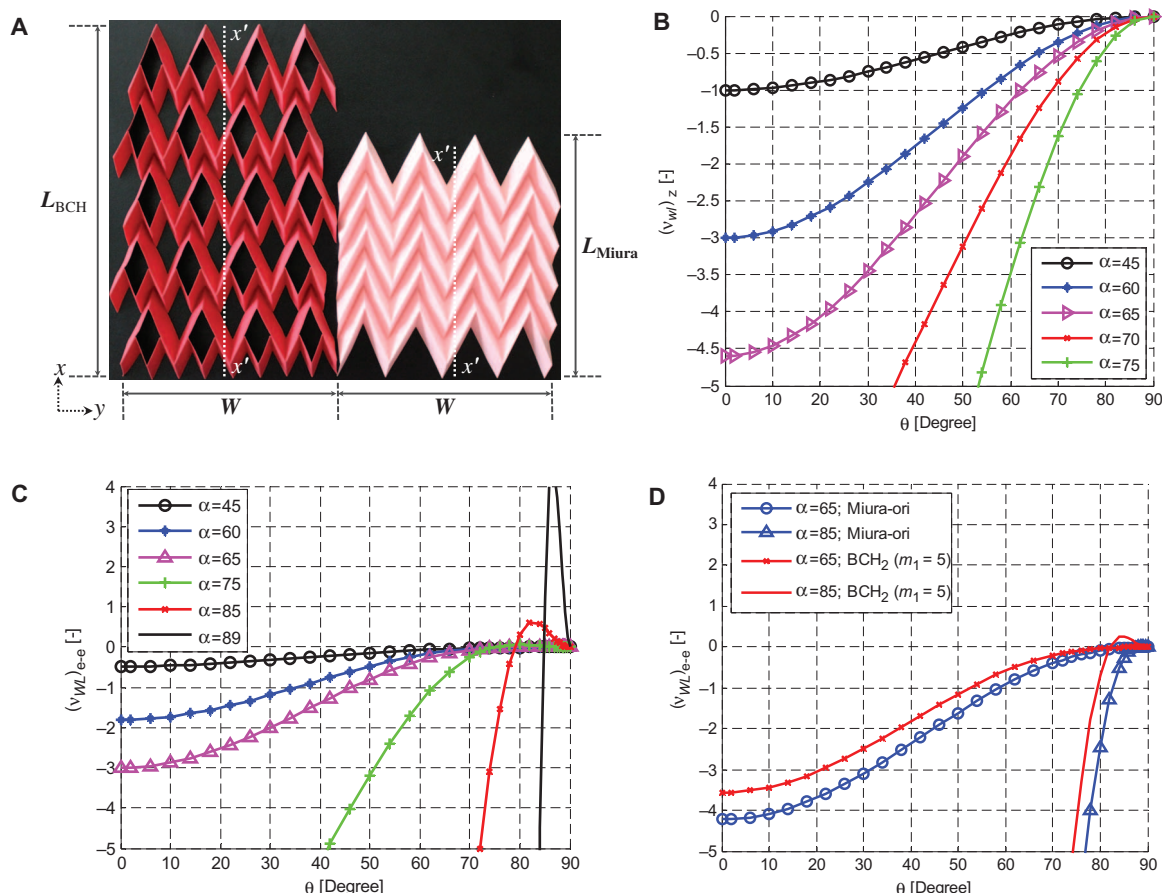 A
x'
x'
L_BCH
x'
x'
L_Miura
x
y
W
W
B
0
−0.5
−1
−1.5
−2
−2.5
−3
−3.5
−4
−4.5
−5
(ν_wl)_z [-]
α=45
α=60
α=65
α=70
α=75
0 10 20 30 40 50 60 70 80 90
θ [Degree]
C
4
3
2
1
0
−1
−2
−3
−4
−5
(ν_WL)_e-e [-]
α=45
α=60
α=65
α=75
α=85
α=89
0 10 20 30 40 50 60 70 80 90
θ [Degree]
D
4
3
2
1
0
−1
−2
−3
−4
−5
(ν_WL)_e-e [-]
α=65; Miura-ori
α=85; Miura-ori
α=65; BCH₂ (m₁ = 5)
α=85; BCH₂ (m₁ = 5)
0 10 20 30 40 50 60 70 80 90
θ [Degree]